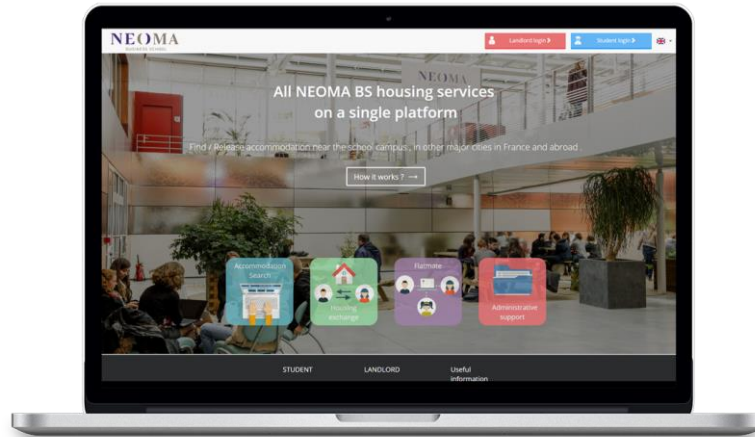 NEOMA
BUSINESS SCHOOL
Landlord login
Student login
NEOMA
All NEOMA BS housing services
on a single platform
Find / Release accommodation near the school campus , in other major cities in France and abroad .
How it works ? →
Accommodation
Search
Housing
exchange
Flatmate
Administrative
support
STUDENT
LANDLORD
Useful
information